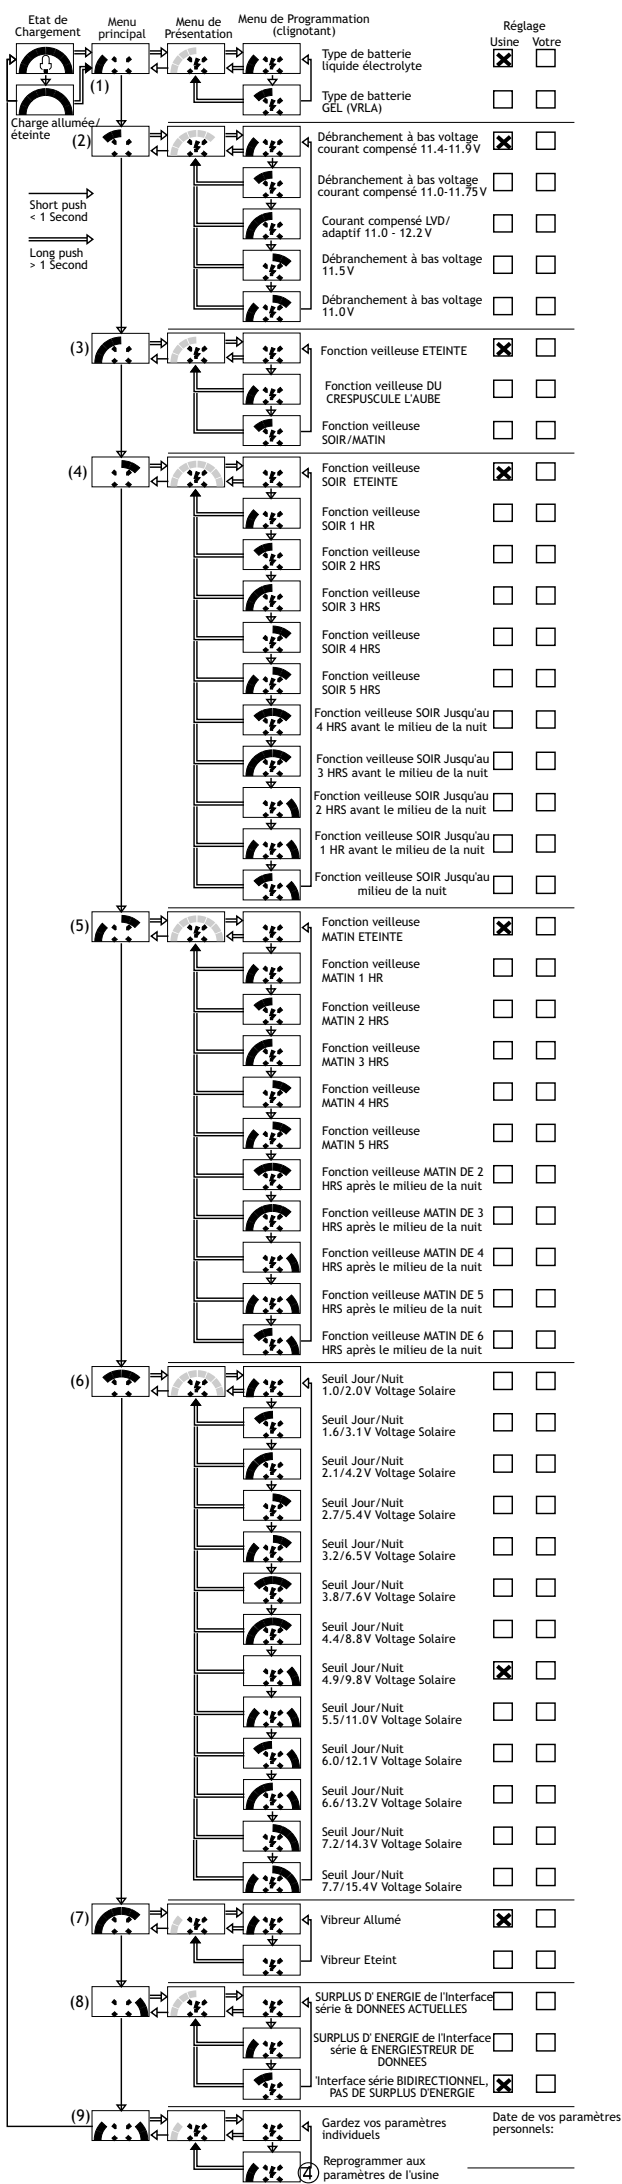 Etat de
Chargement
Menu
principal
Menu de
Présentation
Menu de Programmation
(clignotant)
Réglage
Usine Votre
Type de batterie
liquide électrolyte
(1)
Type de batterie
GEL (VRLA)
Charge allumée/
éteinte
(2)
Débranchement à bas voltage
courant compensé 11.4-11.9V
Débranchement à bas voltage
courant compensé 11.0-11.75V
Short push
< 1 Second
Courant compensé LVD/
adaptif 11.0 - 12.2V
Long push
> 1 Second
Débranchement à bas voltage
11.5V
Débranchement à bas voltage
11.0V
(3)
Fonction veilleuse ETEINTE
Fonction veilleuse DU
CRESPUSCULE L'AUBE
Fonction veilleuse
SOIR/MATIN
(4)
Fonction veilleuse
SOIR ETEINTE
Fonction veilleuse
SOIR 1 HR
Fonction veilleuse
SOIR 2 HRS
Fonction veilleuse
SOIR 3 HRS
Fonction veilleuse
SOIR 4 HRS
Fonction veilleuse
SOIR 5 HRS
Fonction veilleuse SOIR Jusqu'au
4 HRS avant le milieu de la nuit
Fonction veilleuse SOIR Jusqu'au
3 HRS avant le milieu de la nuit
Fonction veilleuse SOIR Jusqu'au
2 HRS avant le milieu de la nuit
Fonction veilleuse SOIR Jusqu'au
1 HR avant le milieu de la nuit
Fonction veilleuse SOIR Jusqu'au
milieu de la nuit
(5)
Fonction veilleuse
MATIN ETEINTE
Fonction veilleuse
MATIN 1 HR
Fonction veilleuse
MATIN 2 HRS
Fonction veilleuse
MATIN 3 HRS
Fonction veilleuse
MATIN 4 HRS
Fonction veilleuse
MATIN 5 HRS
Fonction veilleuse MATIN DE 2
HRS après le milieu de la nuit
Fonction veilleuse MATIN DE 3
HRS après le milieu de la nuit
Fonction veilleuse MATIN DE 4
HRS après le milieu de la nuit
Fonction veilleuse MATIN DE 5
HRS après le milieu de la nuit
Fonction veilleuse MATIN DE 6
HRS après le milieu de la nuit
(6)
Seuil Jour/Nuit
1.0/2.0V Voltage Solaire
Seuil Jour/Nuit
1.6/3.1V Voltage Solaire
Seuil Jour/Nuit
2.1/4.2V Voltage Solaire
Seuil Jour/Nuit
2.7/5.4V Voltage Solaire
Seuil Jour/Nuit
3.2/6.5V Voltage Solaire
Seuil Jour/Nuit
3.8/7.6V Voltage Solaire
Seuil Jour/Nuit
4.4/8.8V Voltage Solaire
Seuil Jour/Nuit
4.9/9.8V Voltage Solaire
Seuil Jour/Nuit
5.5/11.0V Voltage Solaire
Seuil Jour/Nuit
6.0/12.1V Voltage Solaire
Seuil Jour/Nuit
6.6/13.2V Voltage Solaire
Seuil Jour/Nuit
7.2/14.3V Voltage Solaire
Seuil Jour/Nuit
7.7/15.4V Voltage Solaire
(7)
Vibreur Allumé
Vibreur Eteint
(8)
SURPLUS D' ENERGIE de l'Interface
série & DONNEES ACTUELLES
SURPLUS D' ENERGIE de l'Interface
série & ENERGIESTREUR DE
DONNEES
'Interface série BIDIRECTIONNEL,
PAS DE SURPLUS D'ENERGIE
(9)
Gardez vos paramètres
individuels
Date de vos paramètres
personnels:
4
Reprogrammer aux
paramètres de l'usine